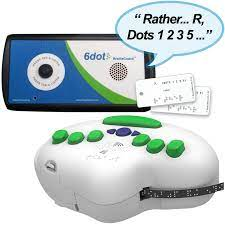 " Rather... R,
Dots 1 2 3 5 ..."
6dot